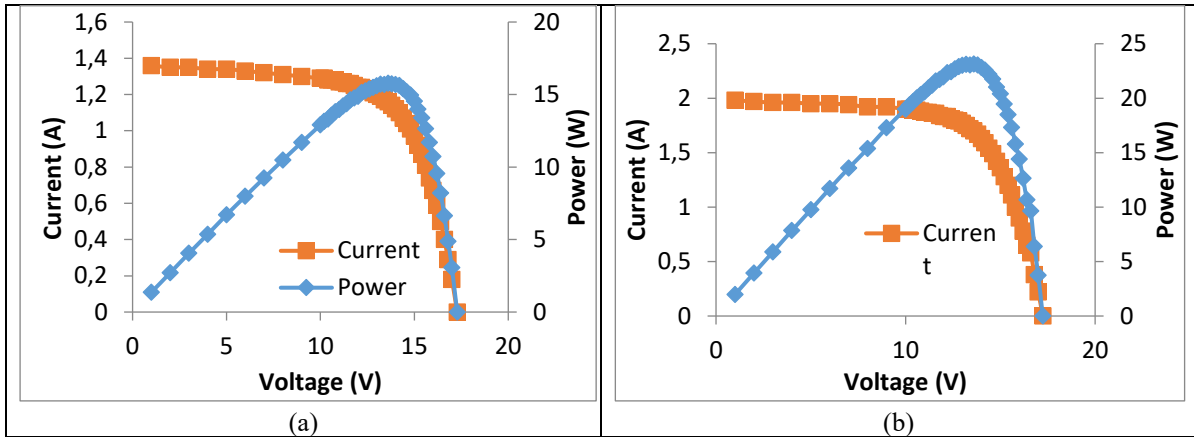 1,6
1,4
1,2
1
0,8
0,6
0,4
0,2
0
Current (A)
20
15
10
5
0
Power (W)
Current
Power
0 5 10 15 20
Voltage (V)
(a)
2,5
2
1,5
1
0,5
0
Current (A)
25
20
15
10
5
0
Power (W)
Curren
t
0 10 20
Voltage (V)
(b)